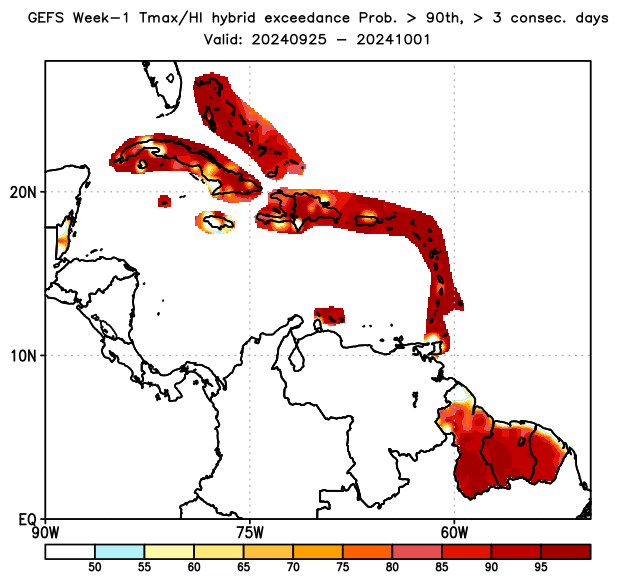 GEFS Week-1 Tmax/HI hybrid exceedance Prob. > 90th, > 3 consec. days
Valid: 20240925 - 20241001
20N
10N
EQ
90W 75W 60W
50 55 60 65 70 75 80 85 90 95